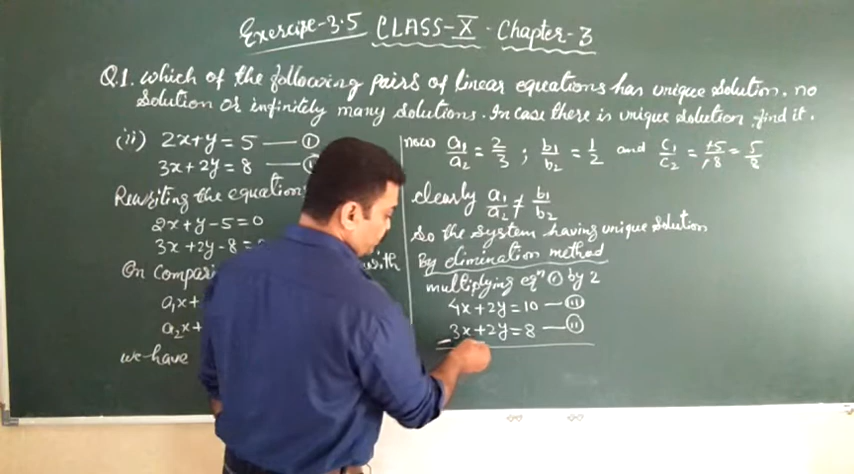 Exercise-3.5 CLASS-X Chapter-3
Q.1. which of the following pairs of linear equations has unique solution, no
solution or infinitely many solutions. In case there is unique solution, find it.
(ii) 2x+y=5 — ①
3x+2y=8 —
Rewriting the equations
2x+y-5=0
3x+2y-8=
On compari with
a₁x+
a₂x+
we have
now a₁/a₂ = 2/3 ; b₁/b₂ = 1/2 and c₁/c₂ = +5/+8 = 5/8
clearly a₁/a₂ ≠ b₁/b₂
So the system having unique solution
By elimination method
multiplying eqⁿ ① by 2
4x+2y=10 — ⑪
-3x+2y=8 — ⑪